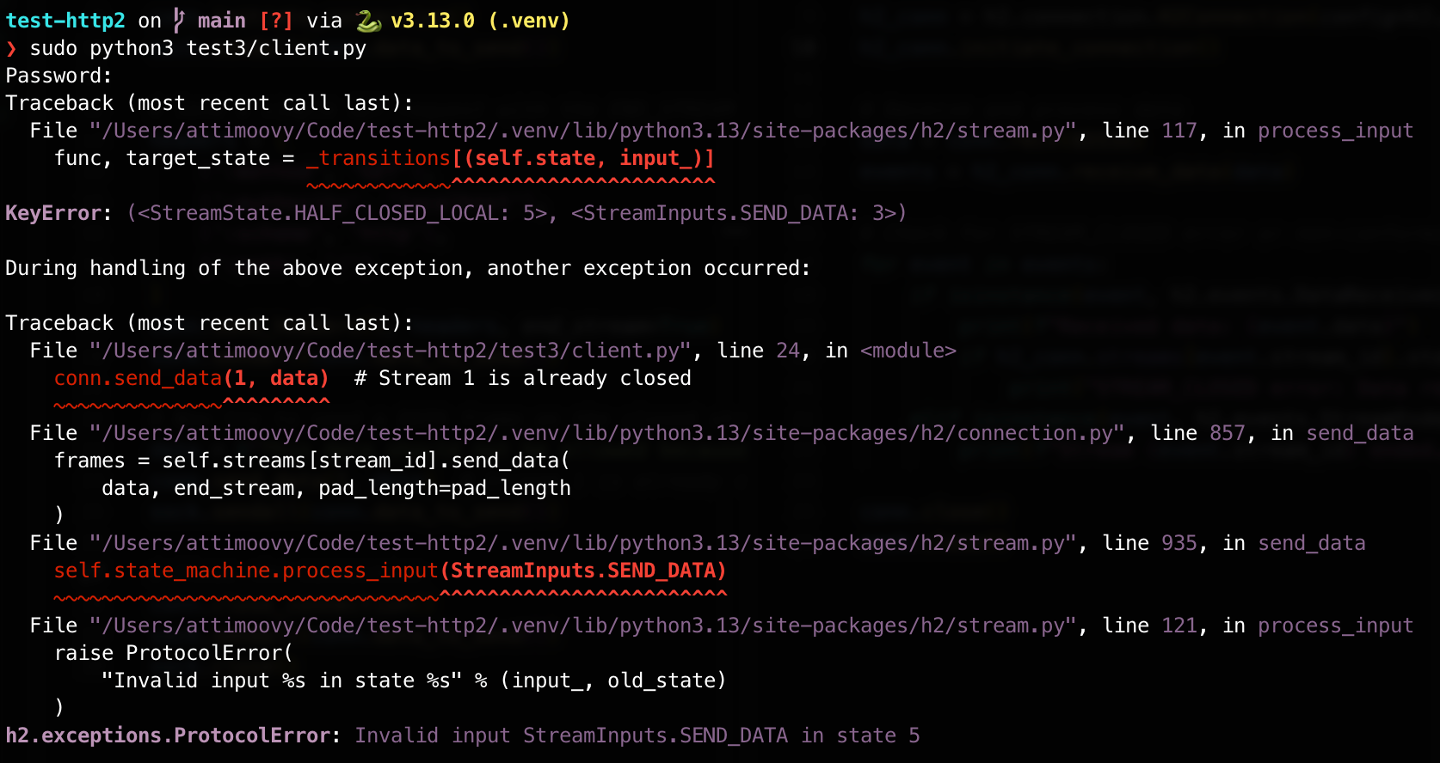 test-http2 on main [?] via 🐍 v3.13.0 (.venv)
❯ sudo python3 test3/client.py
Password:
Traceback (most recent call last):
  File "/Users/attimoovy/Code/test-http2/.venv/lib/python3.13/site-packages/h2/stream.py", line 117, in process_input
    func, target_state = _transitions[(self.state, input_)]
                         ~~~~~~~~~~~~^^^^^^^^^^^^^^^^^^^^^^
KeyError: (<StreamState.HALF_CLOSED_LOCAL: 5>, <StreamInputs.SEND_DATA: 3>)

During handling of the above exception, another exception occurred:

Traceback (most recent call last):
  File "/Users/attimoovy/Code/test-http2/test3/client.py", line 24, in <module>
    conn.send_data(1, data)  # Stream 1 is already closed
    ~~~~~~~~~~~~~~^^^^^^^^^
  File "/Users/attimoovy/Code/test-http2/.venv/lib/python3.13/site-packages/h2/connection.py", line 857, in send_data
    frames = self.streams[stream_id].send_data(
        data, end_stream, pad_length=pad_length
    )
  File "/Users/attimoovy/Code/test-http2/.venv/lib/python3.13/site-packages/h2/stream.py", line 935, in send_data
    self.state_machine.process_input(StreamInputs.SEND_DATA)
    ~~~~~~~~~~~~~~~~~~~~~~~~~~~~~~~~^^^^^^^^^^^^^^^^^^^^^^^^
  File "/Users/attimoovy/Code/test-http2/.venv/lib/python3.13/site-packages/h2/stream.py", line 121, in process_input
    raise ProtocolError(
        "Invalid input %s in state %s" % (input_, old_state)
    )
h2.exceptions.ProtocolError: Invalid input StreamInputs.SEND_DATA in state 5